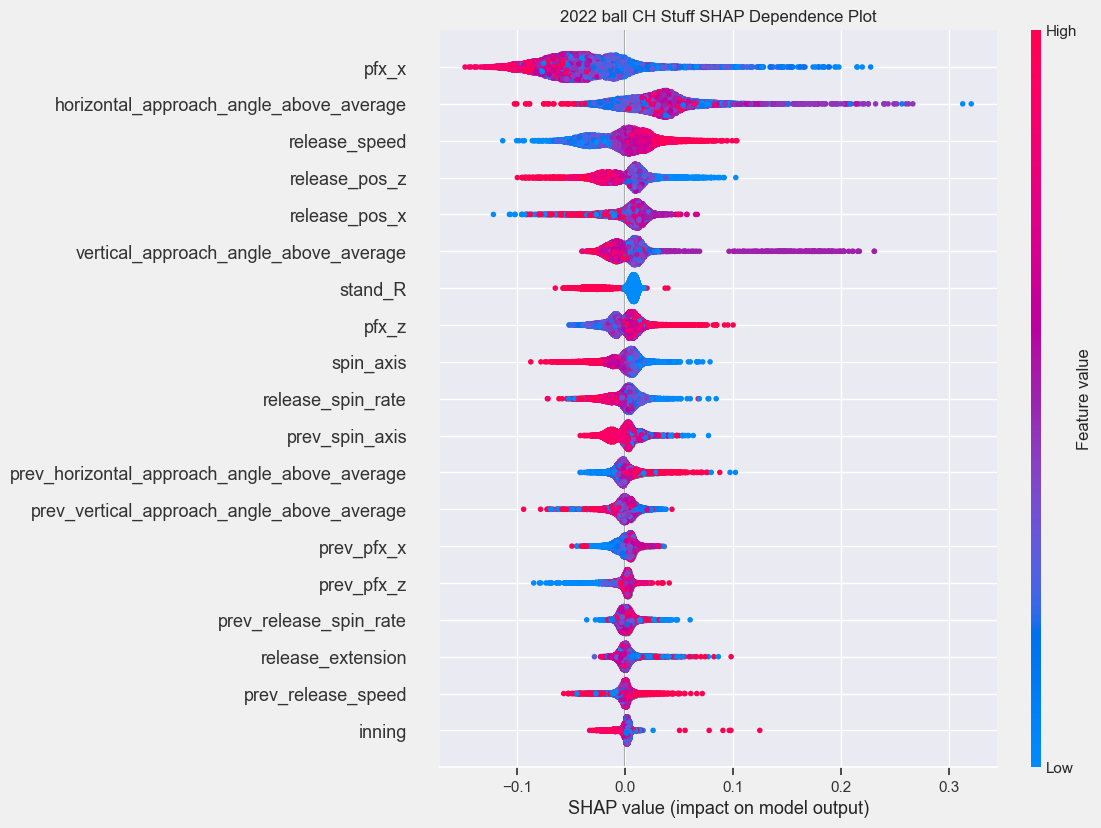 2022 ball CH Stuff SHAP Dependence Plot
High
pfx_x
horizontal_approach_angle_above_average
release_speed
release_pos_z
release_pos_x
vertical_approach_angle_above_average
stand_R
pfx_z
spin_axis
release_spin_rate
prev_spin_axis
prev_horizontal_approach_angle_above_average
prev_vertical_approach_angle_above_average
prev_pfx_x
prev_pfx_z
prev_release_spin_rate
release_extension
prev_release_speed
inning
Feature value
Low
−0.1 0.0 0.1 0.2 0.3
SHAP value (impact on model output)